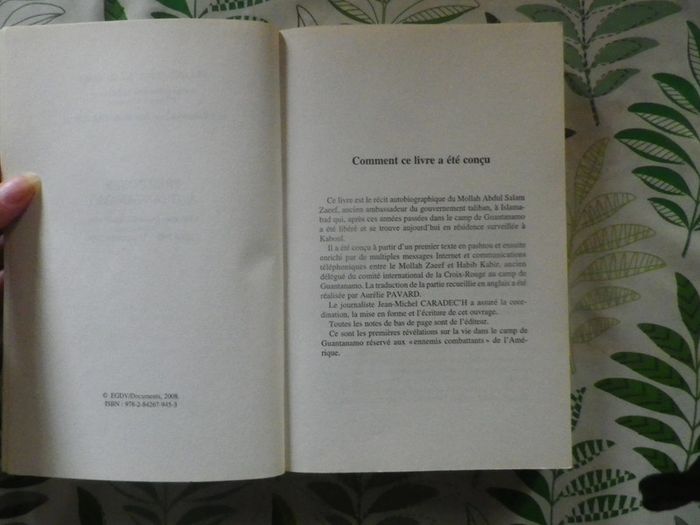 © EGDV/Documents, 2008.
ISBN : 978-2-84267-945-3
Comment ce livre a été conçu
Ce livre est le récit autobiographique du Mollah Abdul Salam
Zaeef, ancien ambassadeur du gouvernement taliban, à Islama-
bad qui, après ces années passées dans le camp de Guantanamo
a été libéré et se trouve aujourd'hui en résidence surveillée à
Kaboul.
Il a été conçu à partir d'un premier texte en pashtou et ensuite
enrichi par de multiples messages Internet et communications
téléphoniques entre le Mollah Zaeef et Habib Kabir, ancien
délégué du comité international de la Croix-Rouge au camp de
Guantanamo. La traduction de la partie recueillie en anglais a été
réalisée par Aurélie PAVARD.
Le journaliste Jean-Michel CARADEC'H a assuré la coor-
dination, la mise en forme et l'écriture de cet ouvrage.
Toutes les notes de bas de page sont de l'éditeur.
Ce sont les premières révélations sur la vie dans le camp de
Guantanamo réservé aux « ennemis combattants » de l'Amé-
rique.